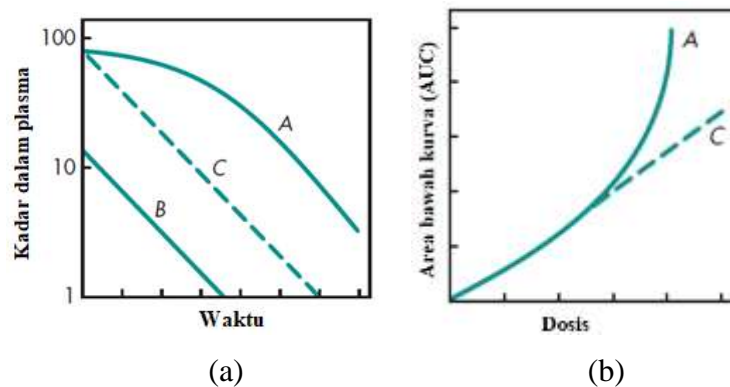 100
10
1
Kadar dalam plasma
A
C
B
Waktu
(a)
Area bawah kurva (AUC)
A
C
Dosis
(b)